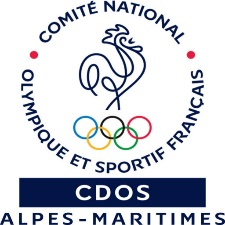 COMITÉ NATIONAL
OLYMPIQUE ET SPORTIF FRANÇAIS
CDOS
ALPES-MARITIMES